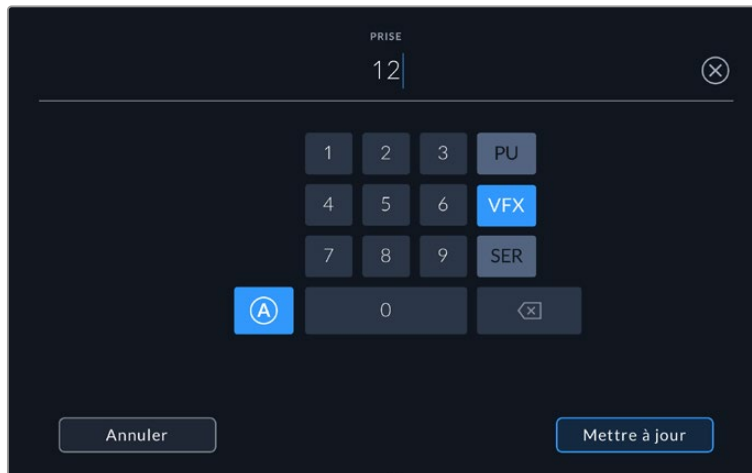 PRISE
12
1 2 3 PU
4 5 6 VFX
7 8 9 SER
A 0
Annuler Mettre à jour